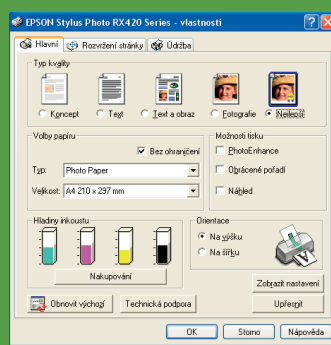 EPSON Stylus Photo RX420 Series - vlastnosti
Hlavní Rozvržení stránky Údržba
Typ kvality
Koncept Text Text a obraz Fotografie Nejlepší
Volby papíru
Bez ohraničení
Typ: Photo Paper
Velikost: A4 210 x 297 mm
Možnosti tisku
PhotoEnhance
Obrácené pořadí
Náhled
Hladiny inkoustu
Nakupování
Orientace
Na výšku
Na šířku
Zobrazit nastavení
Obnovit výchozí Technická podpora Upřesnit
OK Storno Nápověda